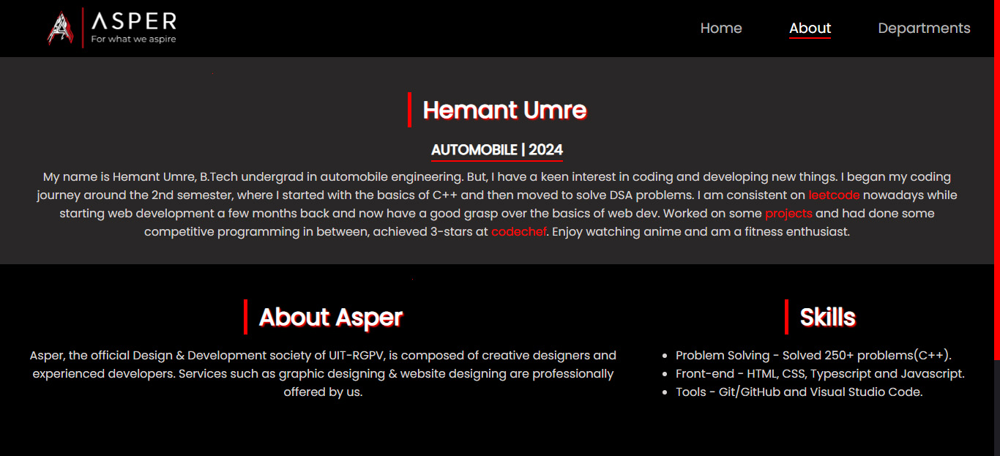 ASPER
For what we aspire
Home About Departments
Hemant Umre
AUTOMOBILE | 2024
My name is Hemant Umre, B.Tech undergrad in automobile engineering. But, I have a keen interest in coding and developing new things. I began my coding
journey around the 2nd semester, where I started with the basics of C++ and then moved to solve DSA problems. I am consistent on leetcode nowadays while
starting web development a few months back and now have a good grasp over the basics of web dev. Worked on some projects and had done some
competitive programming in between, achieved 3-stars at codechef. Enjoy watching anime and am a fitness enthusiast.
About Asper
Asper, the official Design & Development society of UIT-RGPV, is composed of creative designers and
experienced developers. Services such as graphic designing & website designing are professionally
offered by us.
Skills
• Problem Solving - Solved 250+ problems(C++).
• Front-end - HTML, CSS, Typescript and Javascript.
• Tools - Git/GitHub and Visual Studio Code.